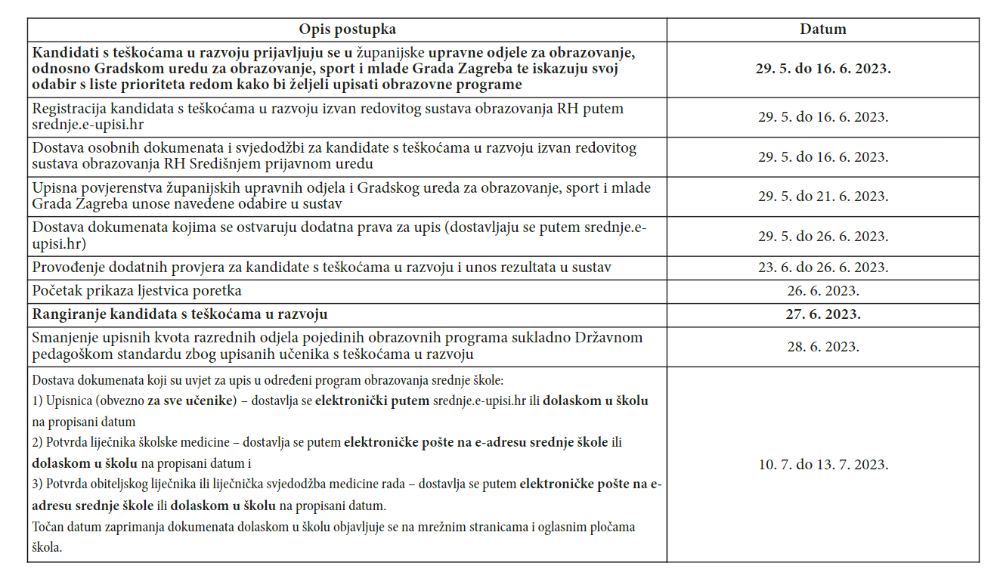 Opis postupka
Datum
Kandidati s teškoćama u razvoju prijavljuju se u županijske upravne odjele za obrazovanje,
odnosno Gradskom uredu za obrazovanje, sport i mlade Grada Zagreba te iskazuju svoj
odabir s liste prioriteta redom kako bi željeli upisati obrazovne programe
29. 5. do 16. 6. 2023.
Registracija kandidata s teškoćama u razvoju izvan redovitog sustava obrazovanja RH putem
srednje.e-upisi.hr
29. 5. do 16. 6. 2023.
Dostava osobnih dokumenata i svjedodžbi za kandidate s teškoćama u razvoju izvan redovitog
sustava obrazovanja RH Središnjem prijavnom uredu
29. 5. do 16. 6. 2023.
Upisna povjerenstva županijskih upravnih odjela i Gradskog ureda za obrazovanje, sport i mlade
Grada Zagreba unose navedene odabire u sustav
29. 5. do 21. 6. 2023.
Dostava dokumenata kojima se ostvaruju dodatna prava za upis (dostavljaju se putem srednje.e-
upisi.hr)
29. 5. do 26. 6. 2023.
Provođenje dodatnih provjera za kandidate s teškoćama u razvoju i unos rezultata u sustav
23. 6. do 26. 6. 2023.
Početak prikaza ljestvica poretka
26. 6. 2023.
Rangiranje kandidata s teškoćama u razvoju
27. 6. 2023.
Smanjenje upisnih kvota razrednih odjela pojedinih obrazovnih programa sukladno Državnom
pedagoškom standardu zbog upisanih učenika s teškoćama u razvoju
28. 6. 2023.
Dostava dokumenata koji su uvjet za upis u određeni program obrazovanja srednje škole:
1) Upisnica (obvezno za sve učenike) – dostavlja se elektronički putem srednje.e-upisi.hr ili dolaskom u školu
na propisani datum
2) Potvrda liječnika školske medicine – dostavlja se putem elektroničke pošte na e-adresu srednje škole ili
dolaskom u školu na propisani datum i
3) Potvrda obiteljskog liječnika ili liječnička svjedodžba medicine rada – dostavlja se putem elektroničke pošte na e-
adresu srednje škole ili dolaskom u školu na propisani datum.
Točan datum zaprimanja dokumenata dolaskom u školu objavljuje se na mrežnim stranicama i oglasnim pločama
škola.
10. 7. do 13. 7. 2023.